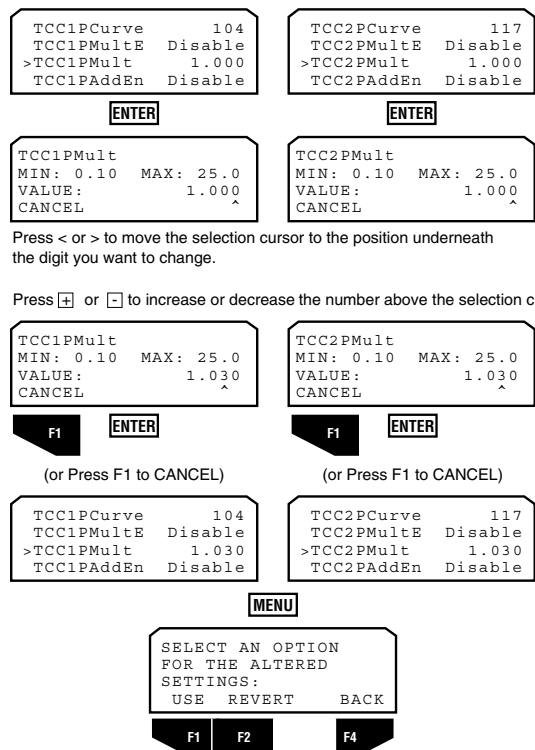 TCC1PCurve 104
TCC1PMultE Disable
>TCC1PMult 1.000
TCC1PAddEn Disable
TCC2PCurve 117
TCC2PMultE Disable
>TCC2PMult 1.000
TCC2PAddEn Disable
ENTER
ENTER
TCC1PMult
MIN: 0.10 MAX: 25.0
VALUE: 1.000
CANCEL ^
TCC2PMult
MIN: 0.10 MAX: 25.0
VALUE: 1.000
CANCEL ^
Press < or > to move the selection cursor to the position underneath
the digit you want to change.
Press + or - to increase or decrease the number above the selection c
TCC1PMult
MIN: 0.10 MAX: 25.0
VALUE: 1.030
CANCEL ^
TCC2PMult
MIN: 0.10 MAX: 25.0
VALUE: 1.030
CANCEL ^
F1 ENTER
F1 ENTER
(or Press F1 to CANCEL)
(or Press F1 to CANCEL)
TCC1PCurve 104
TCC1PMultE Disable
>TCC1PMult 1.030
TCC1PAddEn Disable
TCC2PCurve 117
TCC2PMultE Disable
>TCC2PMult 1.030
TCC2PAddEn Disable
MENU
SELECT AN OPTION
FOR THE ALTERED
SETTINGS:
USE REVERT BACK
F1 F2 F4